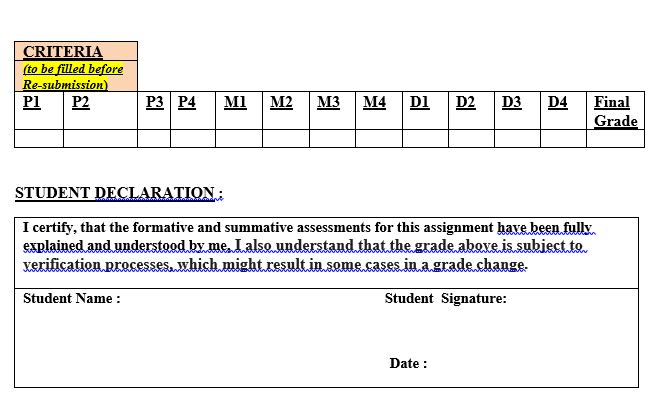 CRITERIA
(to be filled before
Re-submission)
P1 P2 P3 P4 M1 M2 M3 M4 D1 D2 D3 D4 Final
Grade
STUDENT DECLARATION :
I certify, that the formative and summative assessments for this assignment have been fully
explained and understood by me. I also understand that the grade above is subject to
verification processes, which might result in some cases in a grade change.
Student Name : Student Signature:
Date :